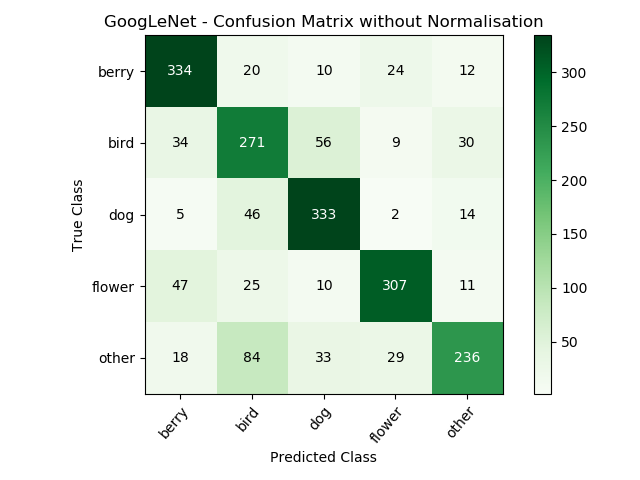 GoogLeNet - Confusion Matrix without Normalisation
berry 334 20 10 24 12
bird 34 271 56 9 30
dog 5 46 333 2 14
flower 47 25 10 307 11
other 18 84 33 29 236
berry bird dog flower other
Predicted Class
True Class
300
250
200
150
100
50